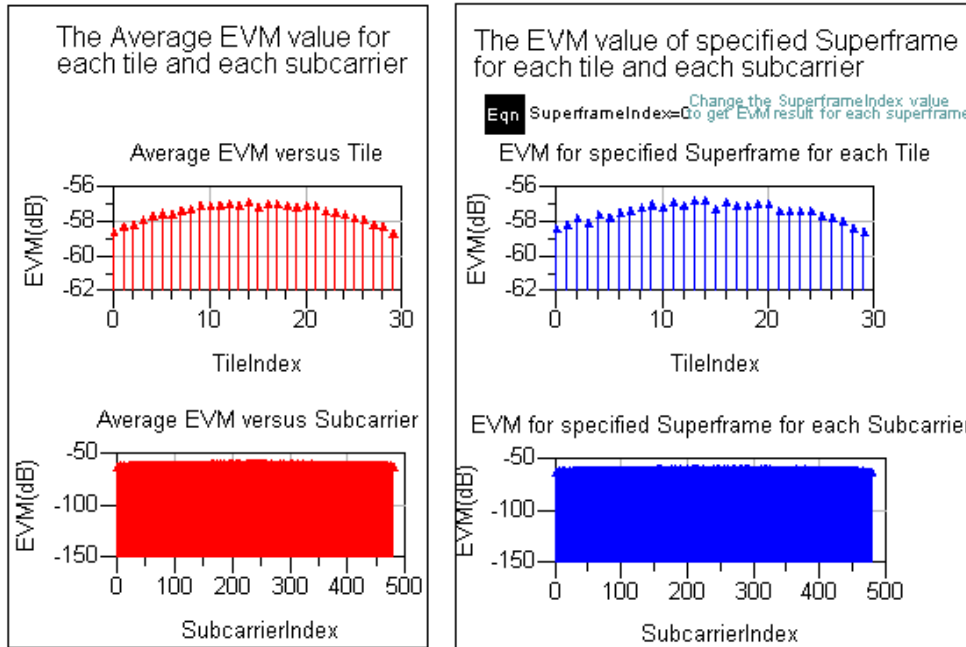 The Average EVM value for
each tile and each subcarrier
Average EVM versus Tile
EVM(dB)
-56
-58
-60
-62
0 10 20 30
TileIndex
Average EVM versus Subcarrier
EVM(dB)
-50
-100
-150
0 100 200 300 400 500
SubcarrierIndex
The EVM value of specified Superframe
for each tile and each subcarrier
Eqn SuperframeIndex=0
Change the SuperframeIndex value
to get EVM result for each superframe
EVM for specified Superframe for each Tile
EVM(dB)
-56
-58
-60
-62
0 10 20 30
TileIndex
EVM for specified Superframe for each Subcarrier
EVM(dB)
-50
-100
-150
0 100 200 300 400 500
SubcarrierIndex